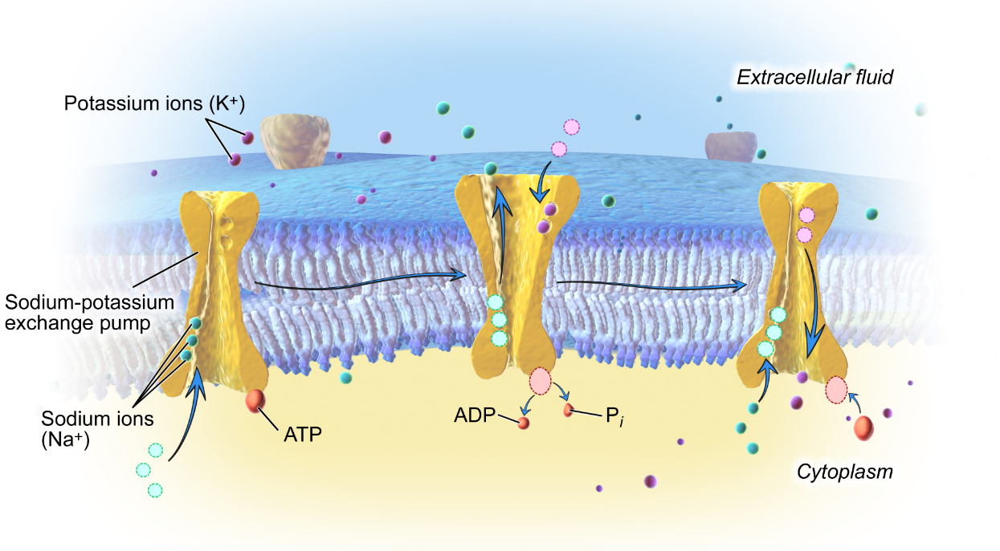 Extracellular fluid
Potassium ions (K⁺)
Sodium-potassium
exchange pump
Sodium ions
(Na⁺)
ATP
ADP
Pᵢ
Cytoplasm